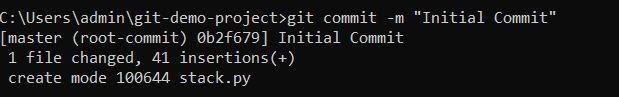 C:\Users\admin\git-demo-project>git commit -m "Initial Commit"
[master (root-commit) 0b2f679] Initial Commit
 1 file changed, 41 insertions(+)
 create mode 100644 stack.py